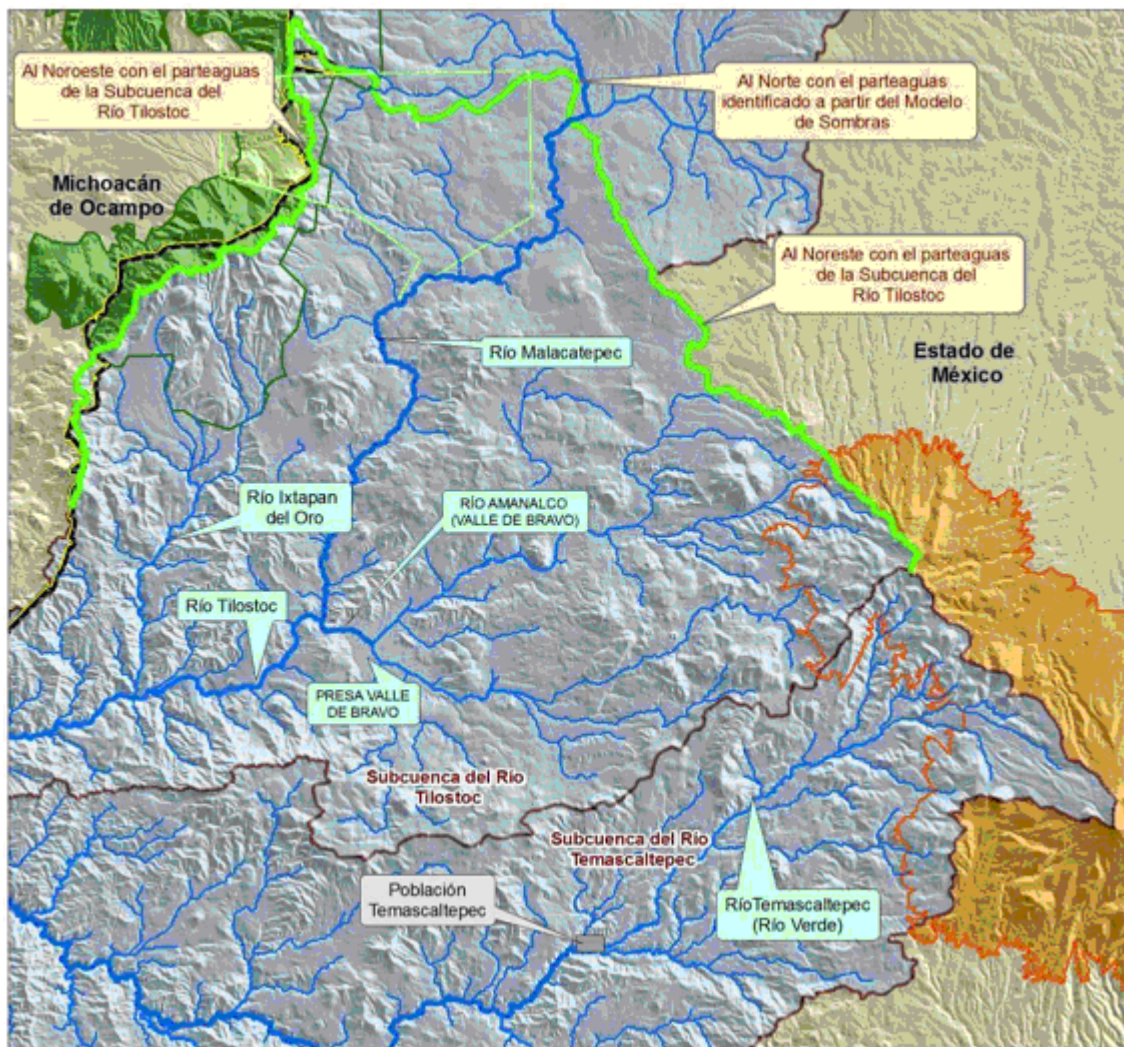 Al Noroeste con el parteaguas
de la Subcuenca del
Río Tilostoc
Al Norte con el parteaguas
identificado a partir del Modelo
de Sombras
Michoacán
de Ocampo
Al Noreste con el parteaguas
de la Subcuenca del
Río Tilostoc
Río Malacatepec
Estado de
México
Río Ixtapan
del Oro
RÍO AMANALCO
(VALLE DE BRAVO)
Río Tilostoc
PRESA VALLE
DE BRAVO
Subcuenca del Río
Tilostoc
Subcuenca del Río
Temascaltepec
Población
Temascaltepec
RíoTemascaltepec
(Río Verde)